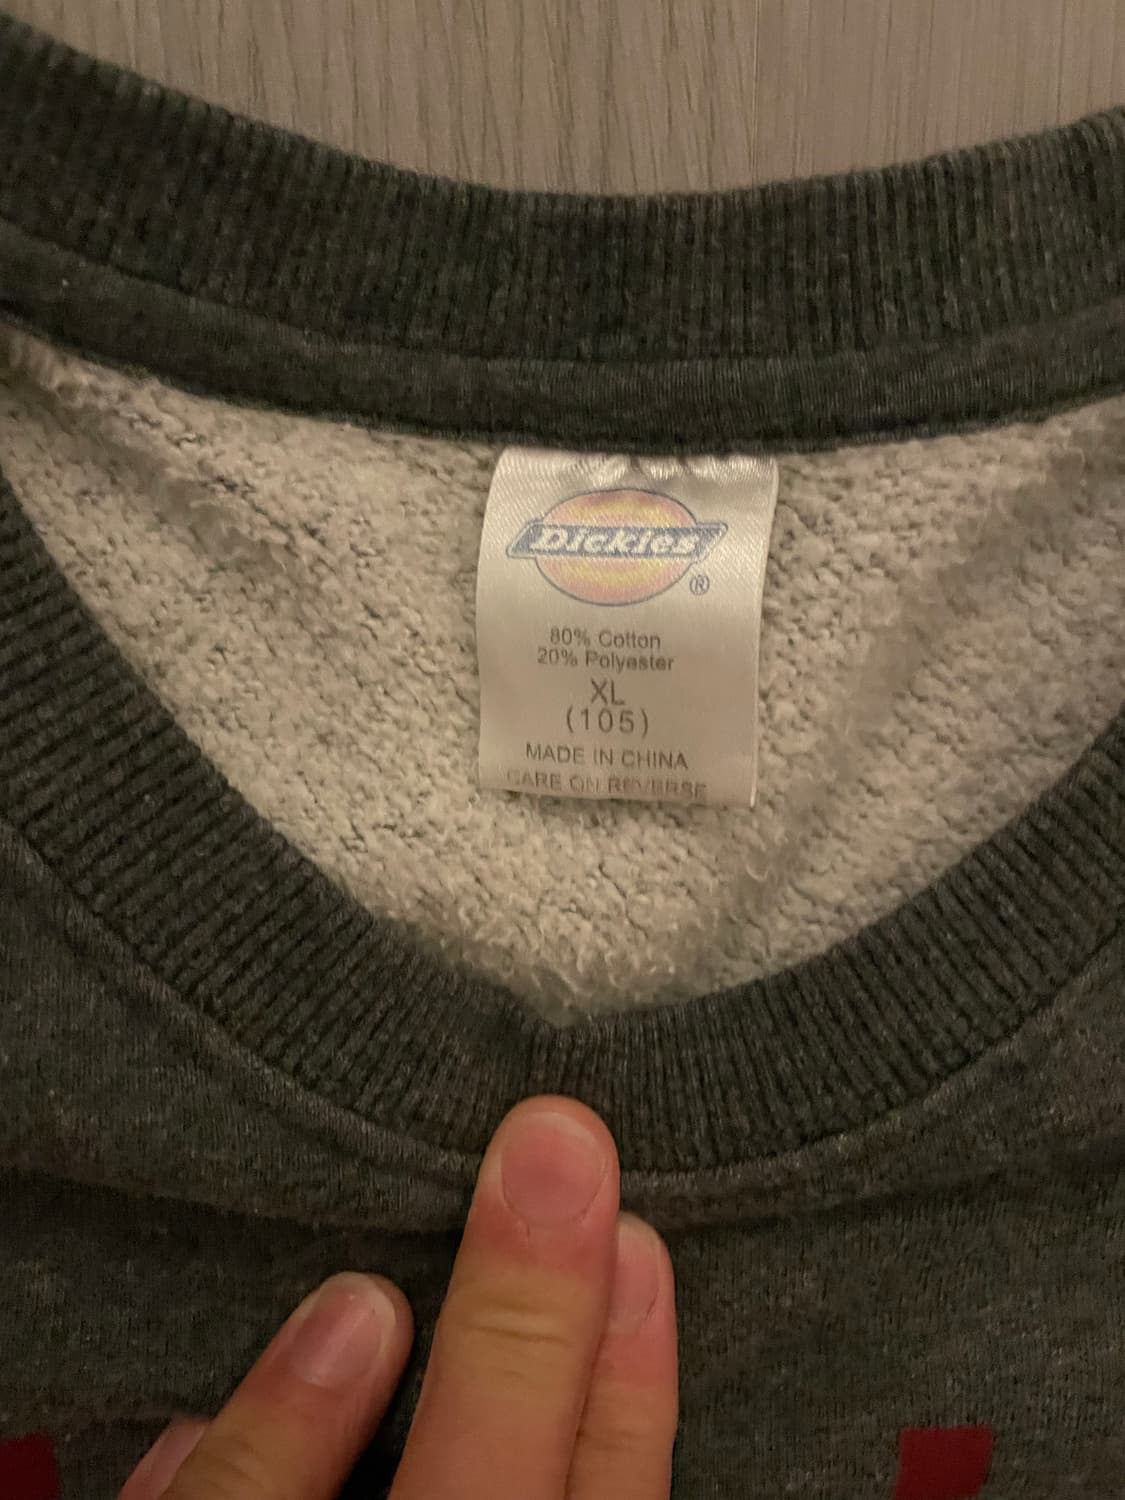 Dickies
®
80% Cotton
20% Polyester
XL
(105)
MADE IN CHINA
CARE ON REVERSE